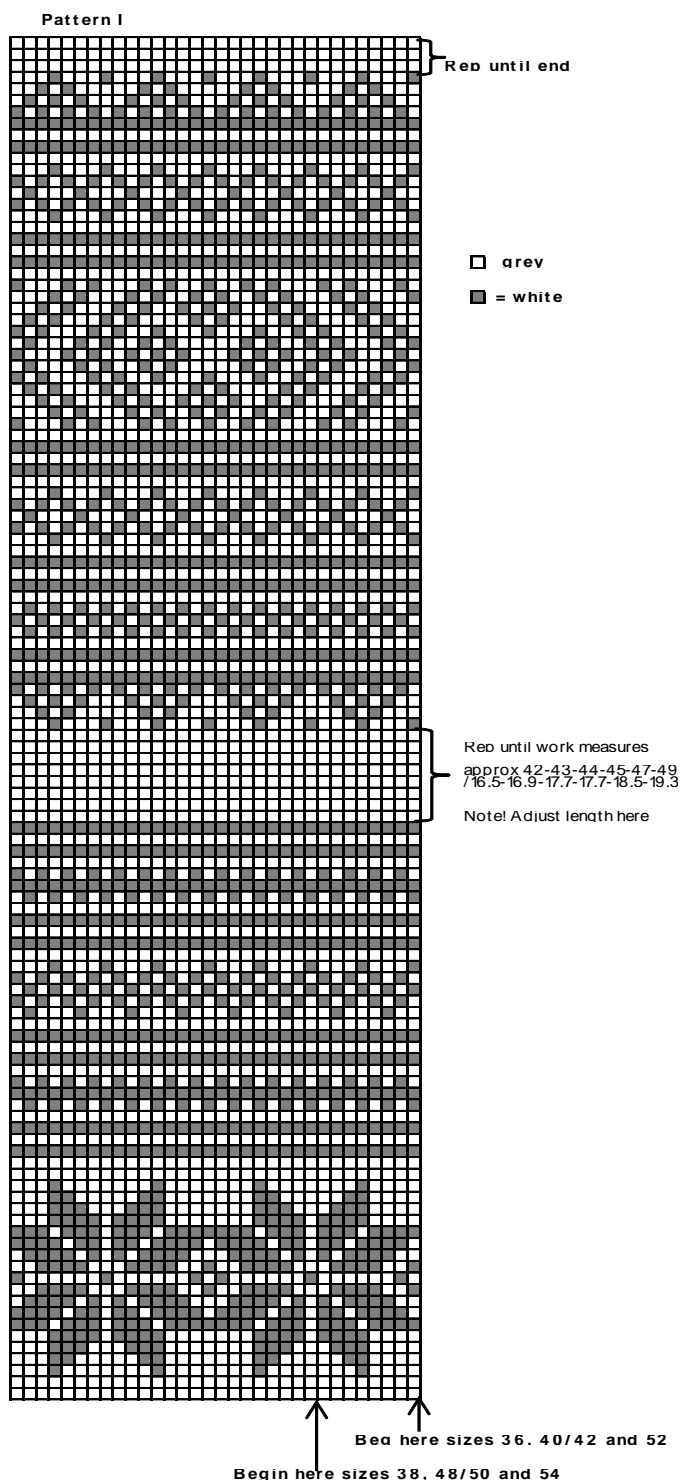 Pattern I
Rep until end
grey
= white
Rep until work measures
approx 42-43-44-45-47-49
/16.5-16.9-17.7-17.7-18.5-19.3
Note! Adjust length here
Beg here sizes 36. 40/42 and 52
Begin here sizes 38, 48/50 and 54